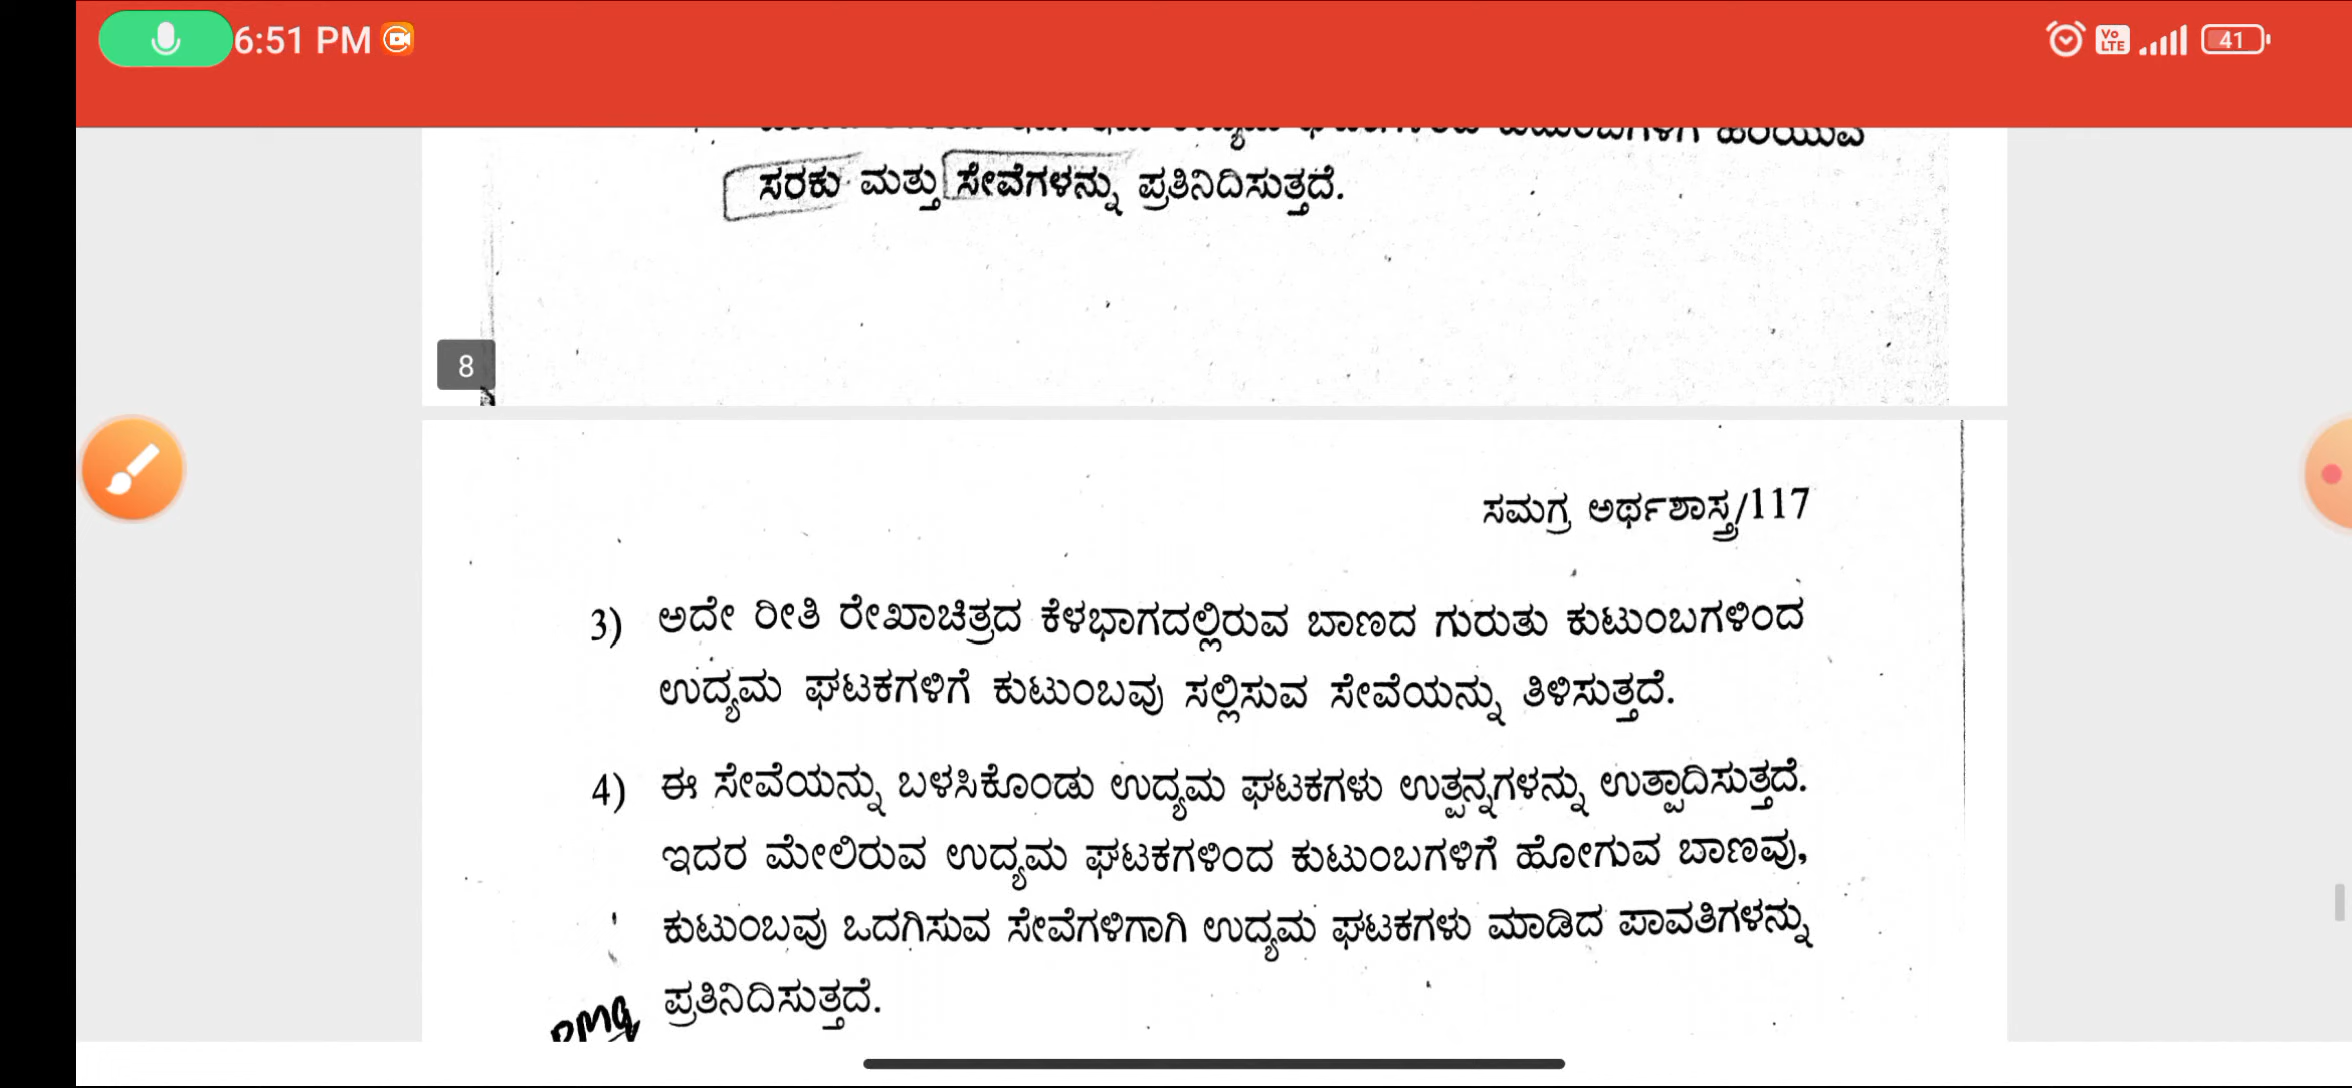 6:51 PM
Vo LTE
41
ಸರಕು ಮತ್ತು ಸೇವೆಗಳನ್ನು ಪ್ರತಿನಿದಿಸುತ್ತದೆ.
8
ಸಮಗ್ರ ಅರ್ಥಶಾಸ್ತ್ರ/117
3) ಅದೇ ರೀತಿ ರೇಖಾಚಿತ್ರದ ಕೆಳಭಾಗದಲ್ಲಿರುವ ಬಾಣದ ಗುರುತು ಕುಟುಂಬಗಳಿಂದ
ಉದ್ಯಮ ಘಟಕಗಳಿಗೆ ಕುಟುಂಬವು ಸಲ್ಲಿಸುವ ಸೇವೆಯನ್ನು ತಿಳಿಸುತ್ತದೆ.
4) ಈ ಸೇವೆಯನ್ನು ಬಳಸಿಕೊಂಡು ಉದ್ಯಮ ಘಟಕಗಳು ಉತ್ಪನ್ನಗಳನ್ನು ಉತ್ಪಾದಿಸುತ್ತದೆ.
ಇದರ ಮೇಲಿರುವ ಉದ್ಯಮ ಘಟಕಗಳಿಂದ ಕುಟುಂಬಗಳಿಗೆ ಹೋಗುವ ಬಾಣವು,
ಕುಟುಂಬವು ಒದಗಿಸುವ ಸೇವೆಗಳಿಗಾಗಿ ಉದ್ಯಮ ಘಟಕಗಳು ಮಾಡಿದ ಪಾವತಿಗಳನ್ನು
ಪ್ರತಿನಿದಿಸುತ್ತದೆ.